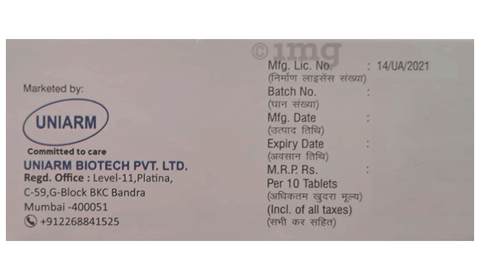 ©img
Marketed by:
UNIARM
Committed to care
UNIARM BIOTECH PVT. LTD.
Regd. Office : Level-11,Platina,
C-59,G-Block BKC Bandra
Mumbai -400051
+912268841525
Mfg. Lic. No. : 14/UA/2021
(निर्माण लाइसेंस संख्या)
Batch No. :
(घान संख्या)
Mfg. Date :
(उत्पाद तिथि)
Expiry Date :
(अवसान तिथि)
M.R.P. Rs. :
Per 10 Tablets
(अधिकतम खुदरा मूल्य)
(Incl. of all taxes)
(सभी कर सहित)